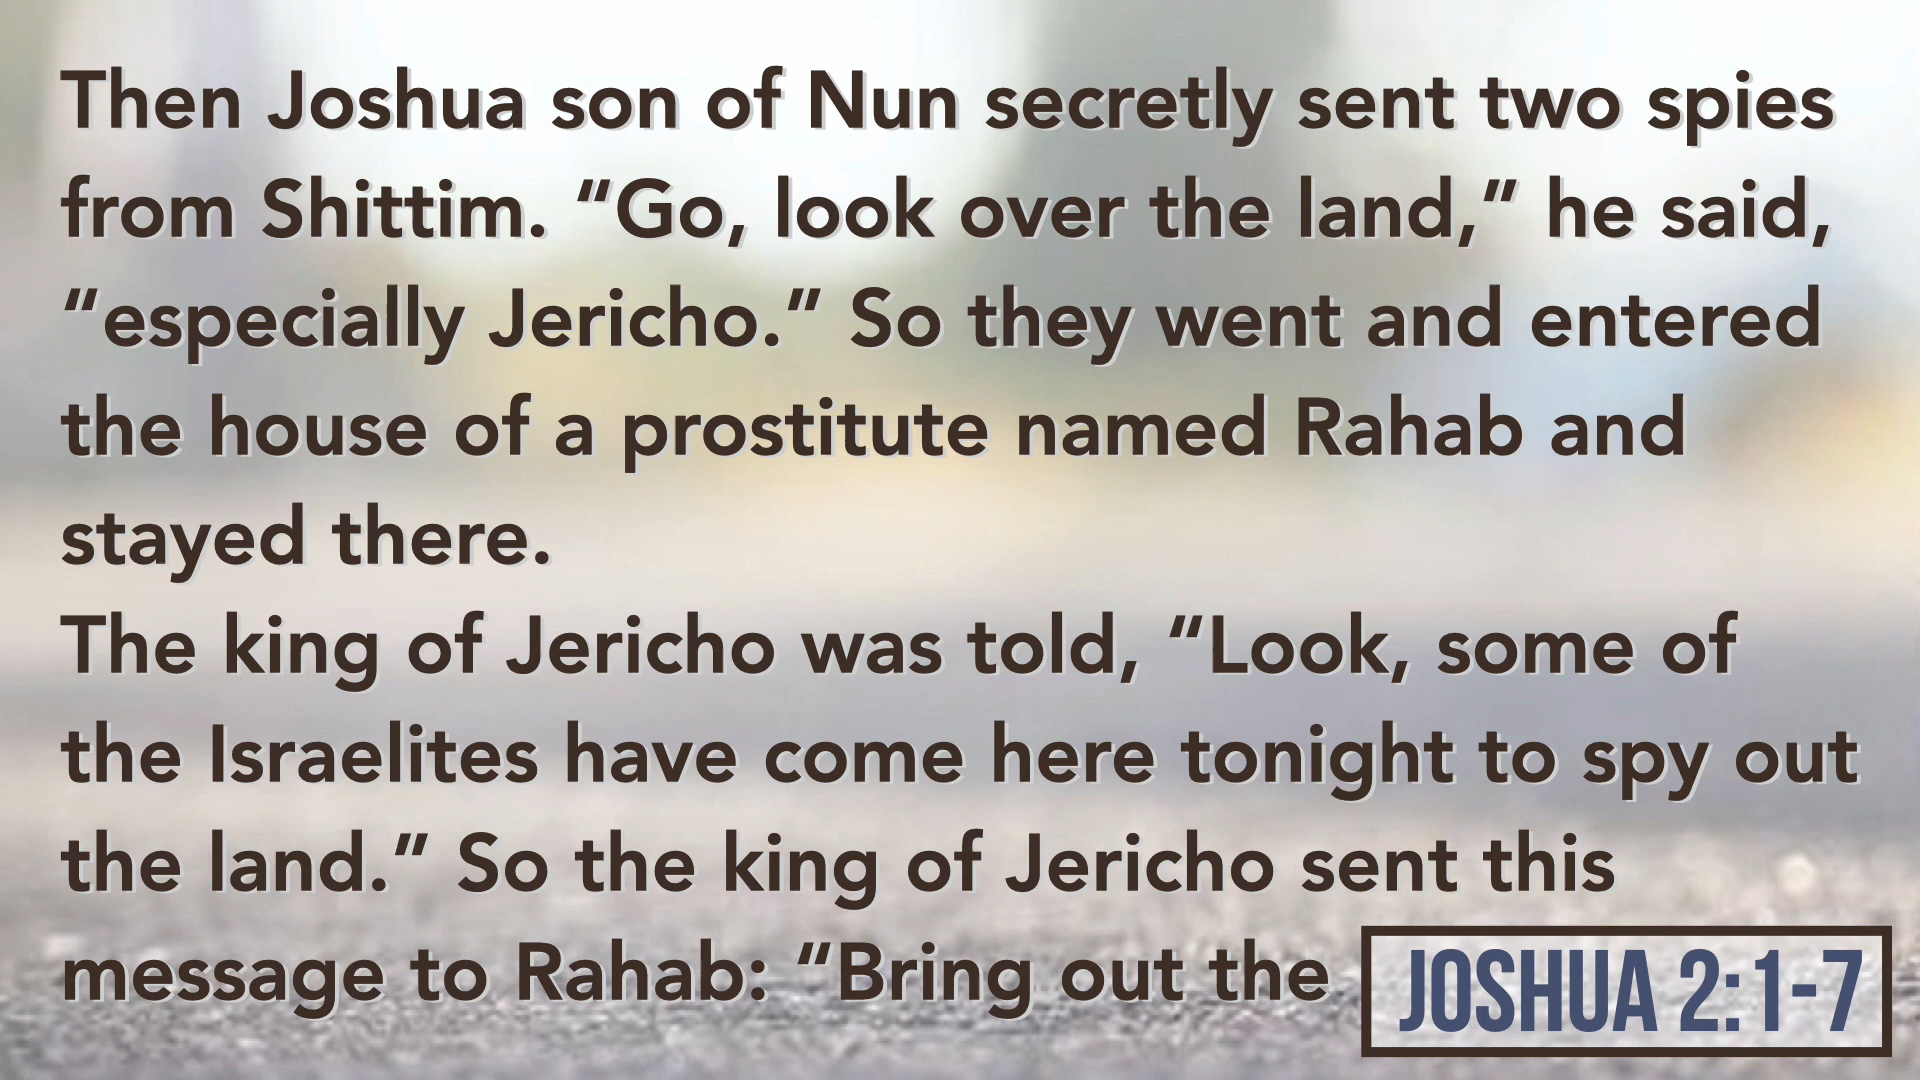 Then Joshua son of Nun secretly sent two spies
from Shittim. “Go, look over the land,” he said,
“especially Jericho.” So they went and entered
the house of a prostitute named Rahab and
stayed there.
The king of Jericho was told, “Look, some of
the Israelites have come here tonight to spy out
the land.” So the king of Jericho sent this
message to Rahab: “Bring out the
JOSHUA 2:1-7